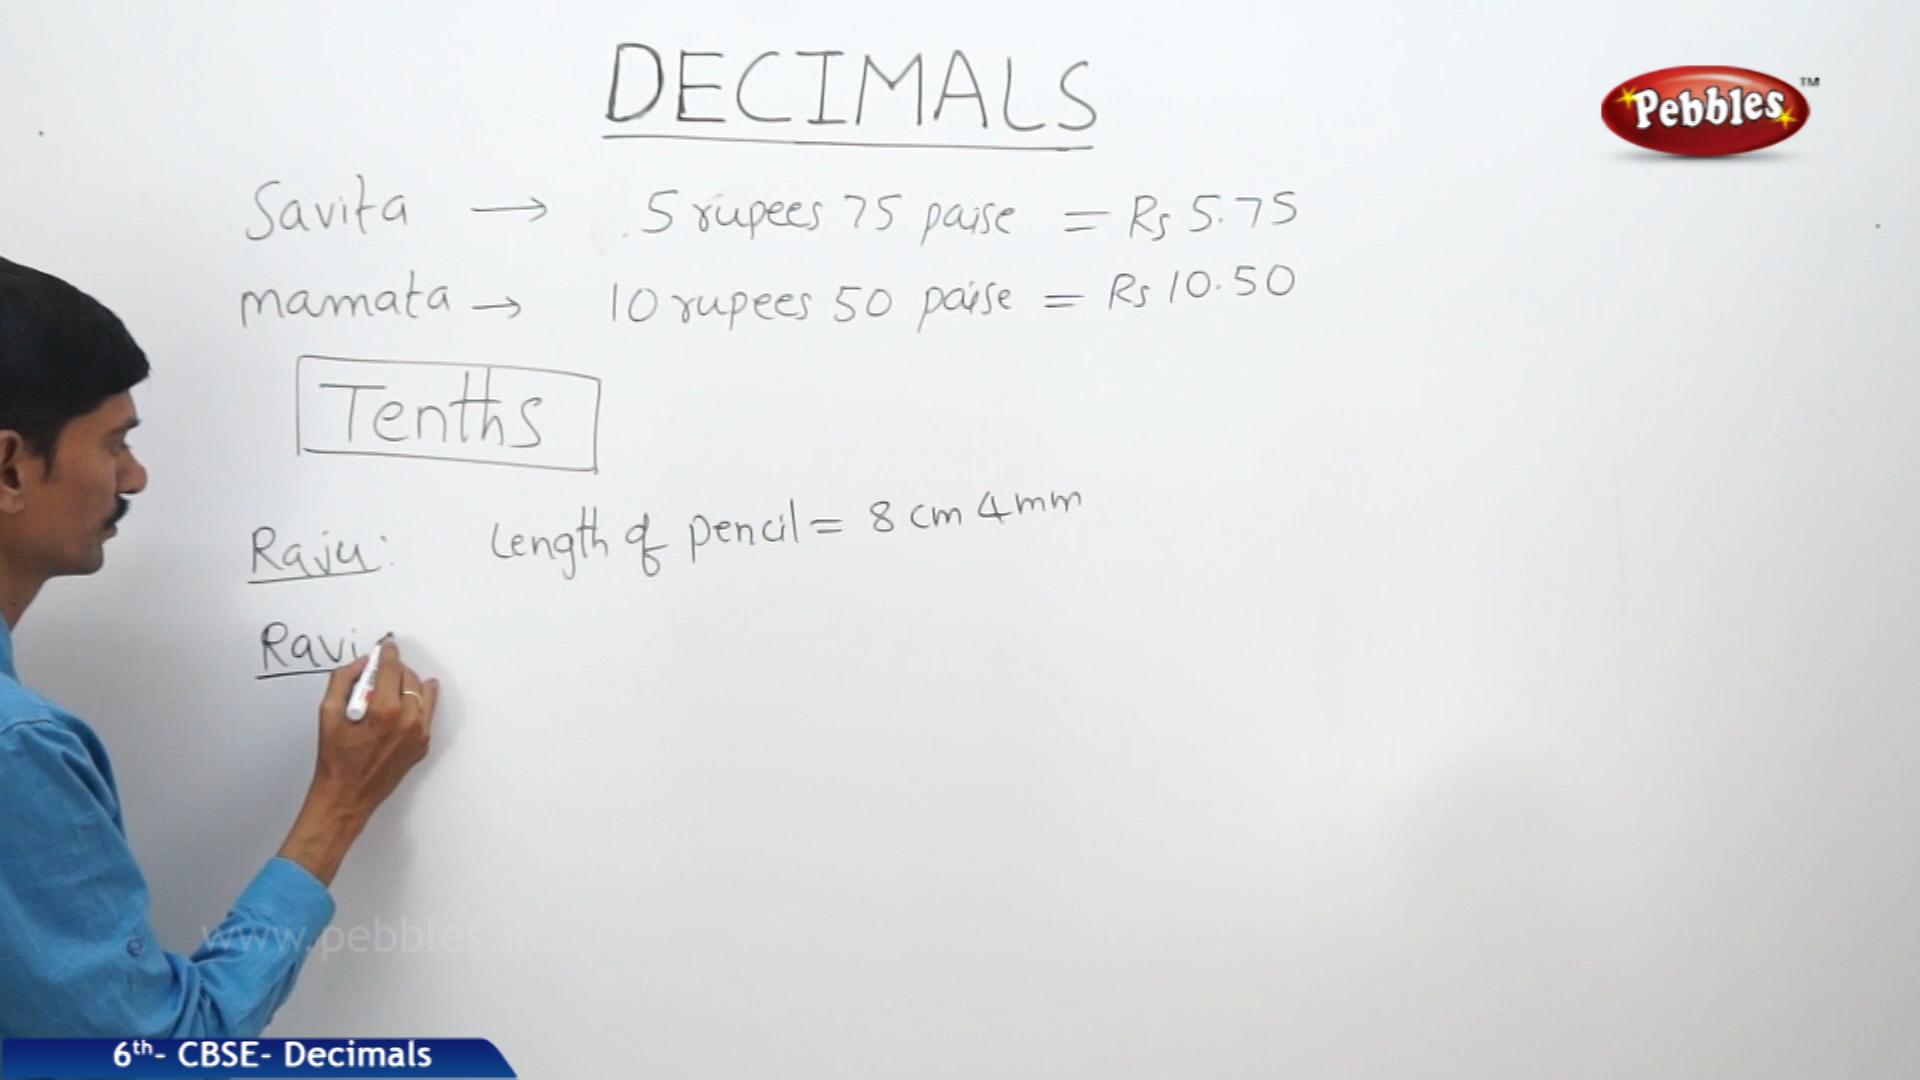 DECIMALS
Pebbles™
Savita → 5 rupees 75 paise = Rs 5.75
mamata → 10 rupees 50 paise = Rs 10.50
Tenths
Raju: Length of pencil = 8 cm 4 mm
Ravi
www.pebbles.in
6th- CBSE- Decimals